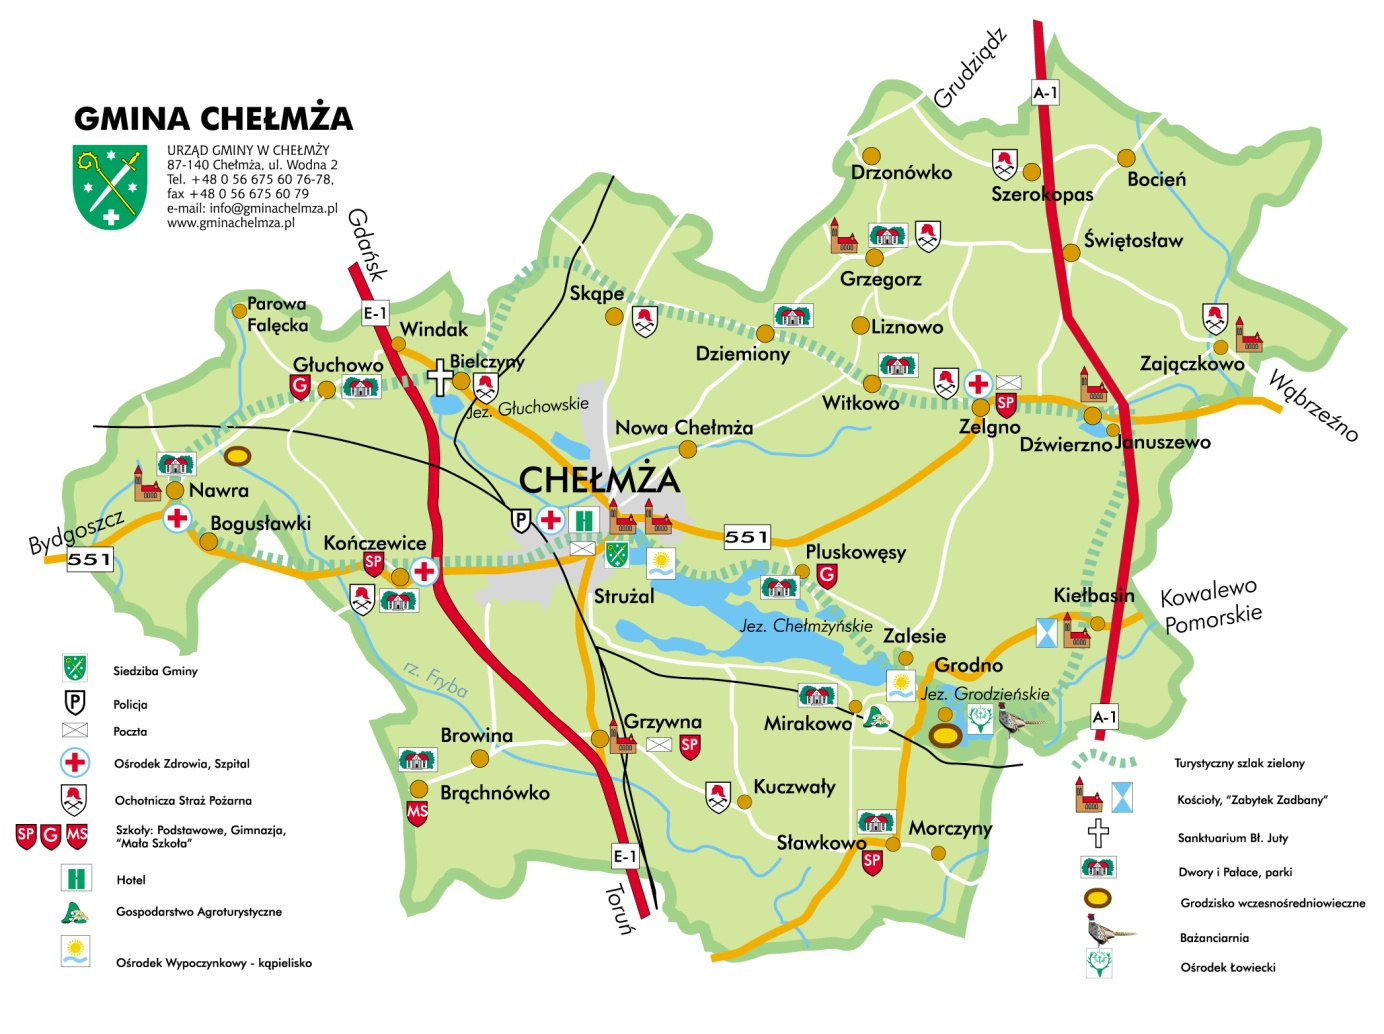 GMINA CHEŁMŻA
URZĄD GMINY W CHEŁMŻY
87-140 Chełmża, ul. Wodna 2
Tel. +48 0 56 675 60 76-78,
fax +48 0 56 675 60 79
e-mail: info@gminachelmza.pl
www.gminachelmza.pl
Grudziądz
A-1
Drzonówko
Szerokopas
Bocień
Gdańsk
Świętosław
Grzegorz
Skąpe
Parowa
Falęcka
E-1
Windak
Liznowo
Dziemiony
Zajączkowo
Głuchowo
Bielczyny
G
Wąbrzeźno
Witkowo
SP
Jez. Głuchowskie
Zelgno
Nowa Chełmża
Dźwierzno
Januszewo
CHEŁMŻA
Nawra
P
H
Bydgoszcz
Bogusławki
551
551
Kończewice
SP
Pluskowęsy
G
Strużal
Kiełbasin
Kowalewo
Pomorskie
Jez. Chełmżyńskie
Zalesie
Grodno
rz. Fryba
Jez. Grodzieńskie
Mirakowo
A-1
Grzywna
SP
Browina
Brąchnówko
MS
Kuczwały
Sławkowo
Morczyny
SP
E-1
Toruń
Siedziba Gminy
P
Policja
Poczta
Ośrodek Zdrowia, Szpital
Ochotnicza Straż Pożarna
SP G MS
Szkoły: Podstawowe, Gimnazja,
"Mała Szkoła"
H
Hotel
Gospodarstwo Agroturystyczne
Ośrodek Wypoczynkowy - kąpielisko
Turystyczny szlak zielony
Kościoły, "Zabytek Zadbany"
Sanktuarium Bł. Juty
Dwory i Pałace, parki
Grodzisko wczesnośredniowieczne
Bażanciarnia
Ośrodek Łowiecki